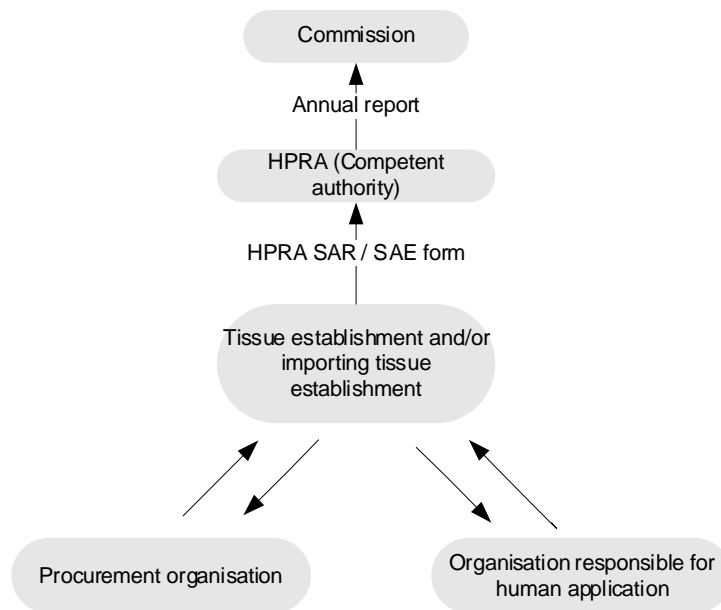 Commission
Annual report
HPRA (Competent
authority)
HPRA SAR / SAE form
Tissue establishment and/or
importing tissue
establishment
Procurement organisation
Organisation responsible for
human application